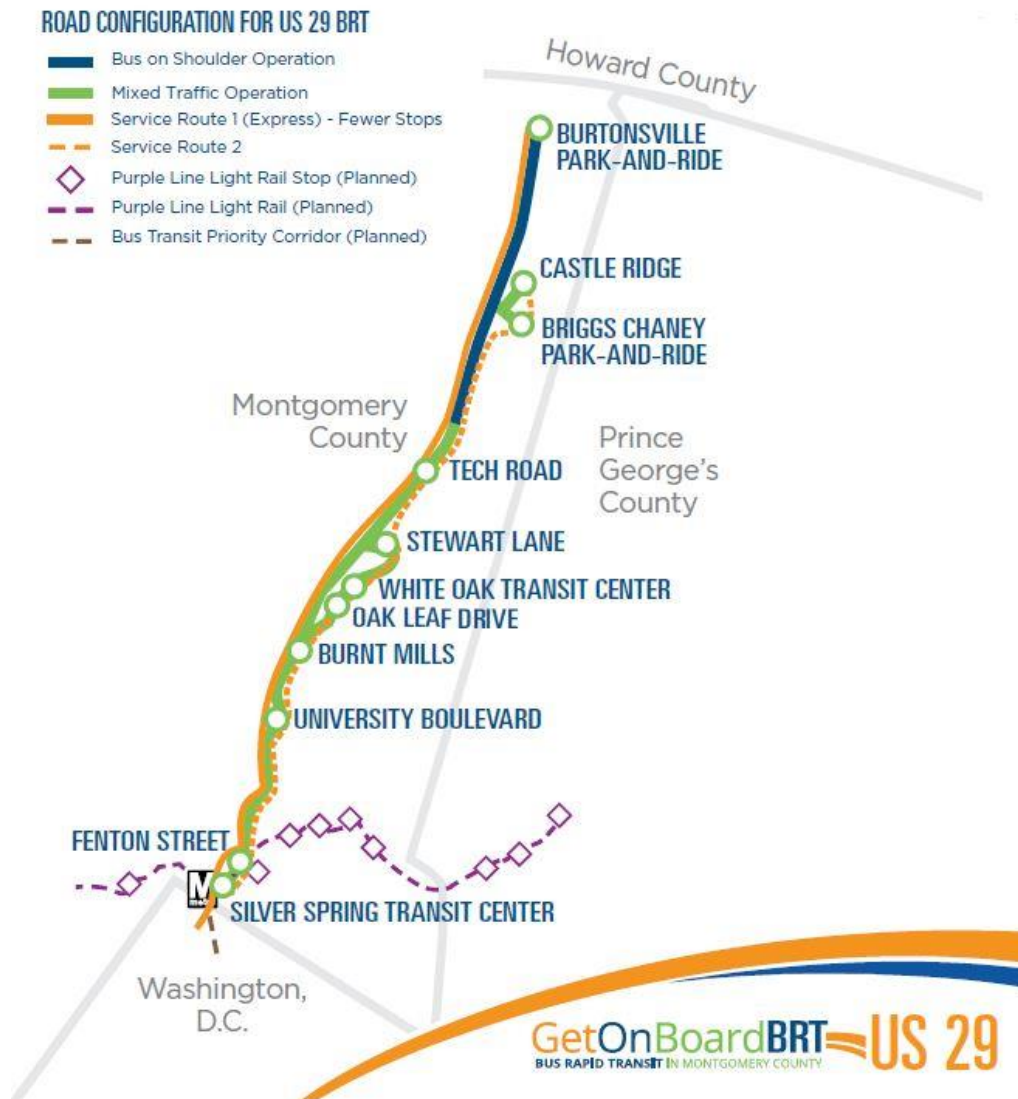 ROAD CONFIGURATION FOR US 29 BRT
Bus on Shoulder Operation
Mixed Traffic Operation
Service Route 1 (Express) - Fewer Stops
Service Route 2
Purple Line Light Rail Stop (Planned)
Purple Line Light Rail (Planned)
Bus Transit Priority Corridor (Planned)
Howard County
BURTONSVILLE
PARK-AND-RIDE
CASTLE RIDGE
BRIGGS CHANEY
PARK-AND-RIDE
Montgomery
County
Prince
George's
County
TECH ROAD
STEWART LANE
WHITE OAK TRANSIT CENTER
OAK LEAF DRIVE
BURNT MILLS
UNIVERSITY BOULEVARD
FENTON STREET
M
metro
SILVER SPRING TRANSIT CENTER
Washington,
D.C.
GetOnBoardBRT
BUS RAPID TRANSIT IN MONTGOMERY COUNTY
US 29